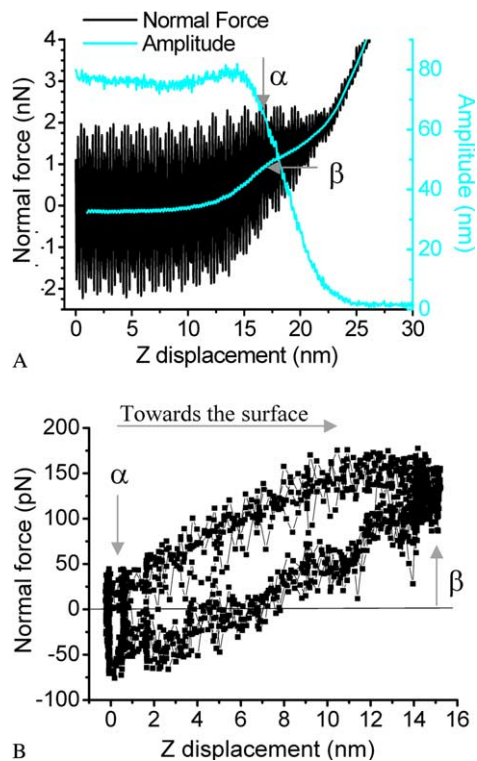 Normal Force
Amplitude
4
3
2
1
0
-1
-2
Normal force (nN)
α
β
80
60
40
30
0
Amplitude (nm)
0 5 10 15 20 25 30
Z displacement (nm)
A
Towards the surface
200
150
100
50
0
-50
-100
Normal force (pN)
α
β
0 2 4 6 8 10 12 14 16
Z displacement (nm)
B